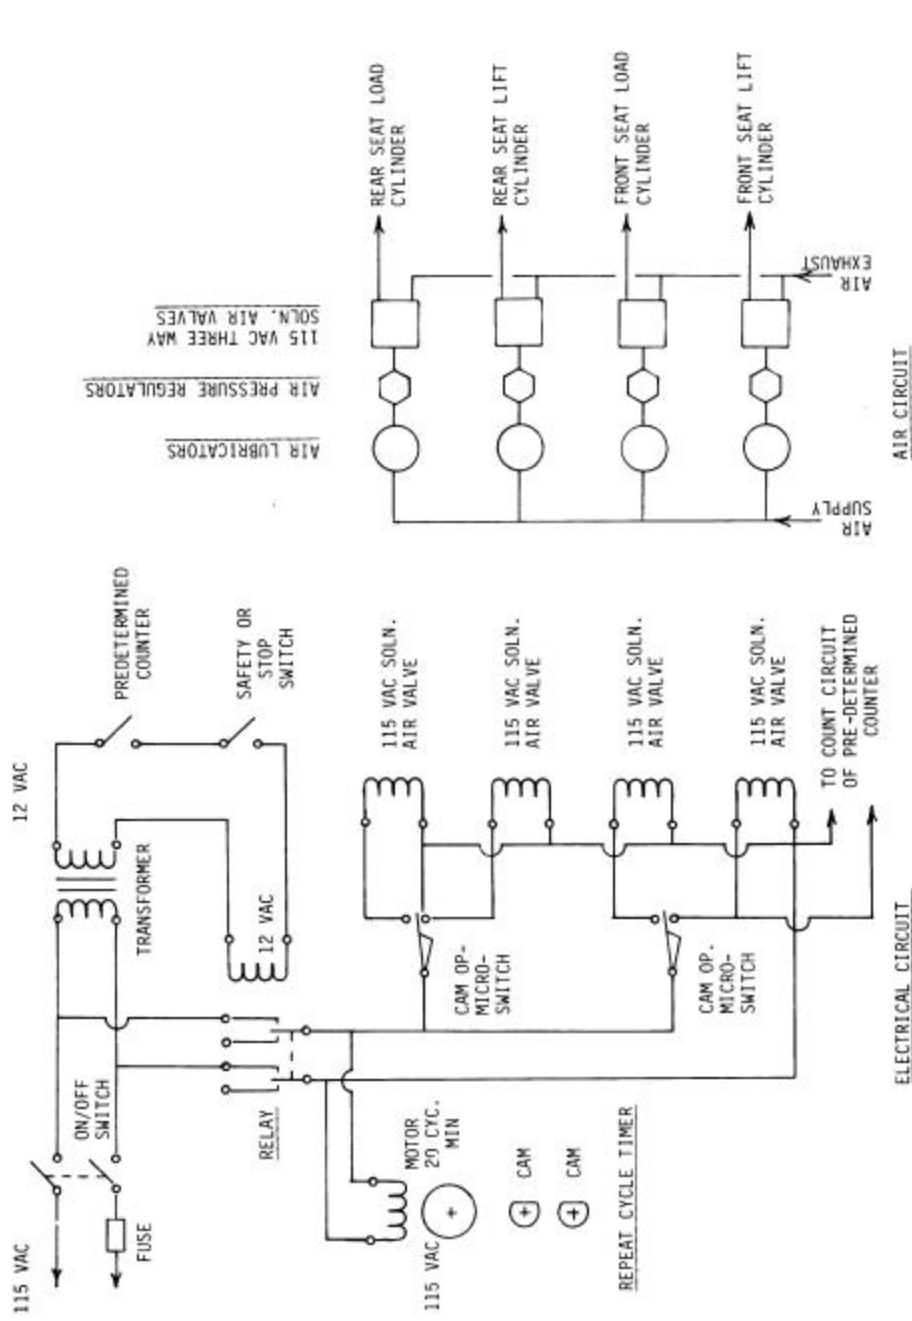 115 VAC
ON/OFF
SWITCH
FUSE
TRANSFORMER
12 VAC
PREDETERMINED
COUNTER
SAFETY OR
STOP
SWITCH
12 VAC
RELAY
MOTOR
20 CYC.
MIN
115 VAC
CAM
CAM
REPEAT CYCLE TIMER
CAM OP-
MICRO-
SWITCH
CAM OP.
MICRO-
SWITCH
115 VAC SOLN.
AIR VALVE
115 VAC SOLN.
AIR VALVE
115 VAC SOLN.
AIR VALVE
115 VAC SOLN.
AIR VALVE
TO COUNT CIRCUIT
OF PRE-DETERMINED
COUNTER
ELECTRICAL CIRCUIT
AIR LUBRICATORS
AIR PRESSURE REGULATORS
115 VAC THREE WAY
SOLN. AIR VALVES
REAR SEAT LOAD
CYLINDER
REAR SEAT LIFT
CYLINDER
FRONT SEAT LOAD
CYLINDER
FRONT SEAT LIFT
CYLINDER
AIR
SUPPLY
AIR
EXHAUST
AIR CIRCUIT